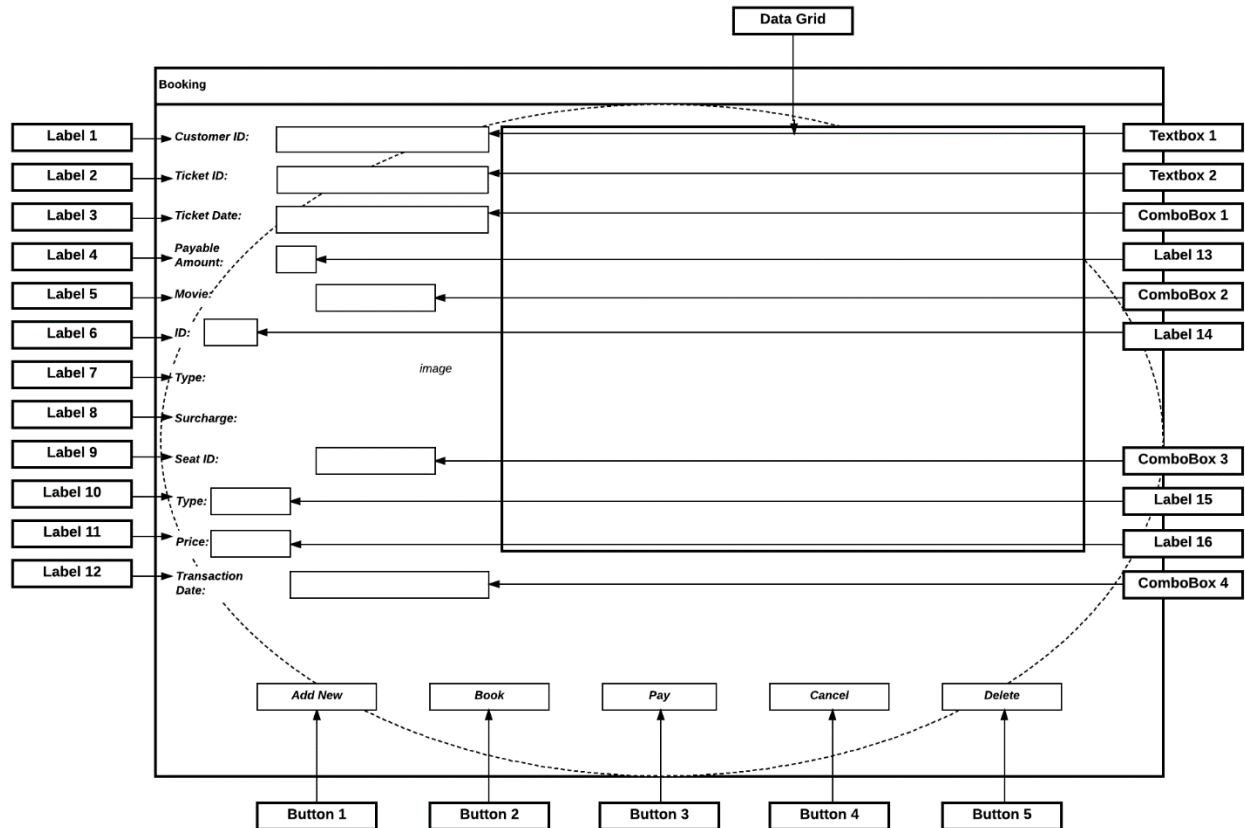 Data Grid
Booking
Label 1
Customer ID:
Textbox 1
Label 2
Ticket ID:
Textbox 2
Label 3
Ticket Date:
ComboBox 1
Label 4
Payable
Amount:
Label 13
Label 5
Movie:
ComboBox 2
Label 6
ID:
Label 14
Label 7
Type:
image
Label 8
Surcharge:
Label 9
Seat ID:
ComboBox 3
Label 10
Type:
Label 15
Label 11
Price:
Label 16
Label 12
Transaction
Date:
ComboBox 4
Add New
Book
Pay
Cancel
Delete
Button 1
Button 2
Button 3
Button 4
Button 5